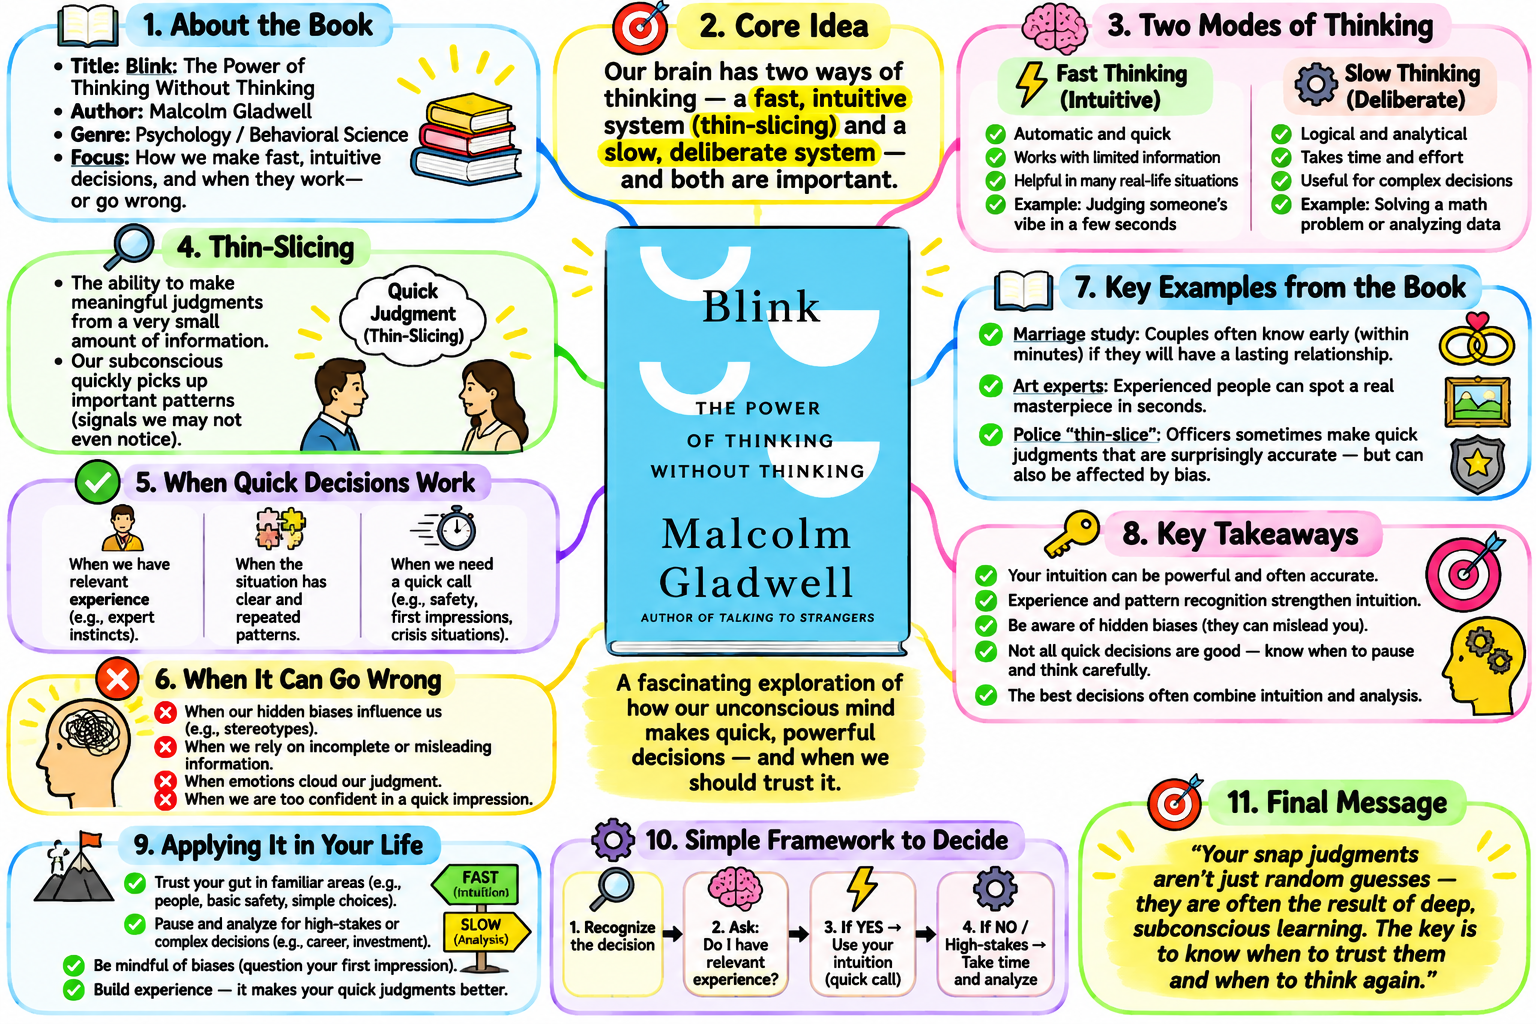 1. About the Book
• Title: Blink: The Power of
Thinking Without Thinking
• Author: Malcolm Gladwell
• Genre: Psychology / Behavioral Science
• Focus: How we make fast, intuitive
decisions, and when they work—
or go wrong.
2. Core Idea
Our brain has two ways of
thinking — a fast, intuitive
system (thin-slicing) and a
slow, deliberate system —
and both are important.
3. Two Modes of Thinking
Fast Thinking
(Intuitive)
Automatic and quick
Works with limited information
Helpful in many real-life situations
Example: Judging someone's
vibe in a few seconds
Slow Thinking
(Deliberate)
Logical and analytical
Takes time and effort
Useful for complex decisions
Example: Solving a math
problem or analyzing data
4. Thin-Slicing
• The ability to make
meaningful judgments
from a very small
amount of information.
• Our subconscious
quickly picks up
important patterns
(signals we may not
even notice).
Quick
Judgment
(Thin-Slicing)
Blink
THE POWER
OF THINKING
WITHOUT THINKING
Malcolm
Gladwell
AUTHOR OF TALKING TO STRANGERS
A fascinating exploration of
how our unconscious mind
makes quick, powerful
decisions — and when we
should trust it.
5. When Quick Decisions Work
When we have
relevant
experience
(e.g., expert
instincts).
When the
situation has
clear and
repeated
patterns.
When we need
a quick call
(e.g., safety,
first impressions,
crisis situations).
6. When It Can Go Wrong
When our hidden biases influence us
(e.g., stereotypes).
When we rely on incomplete or misleading
information.
When emotions cloud our judgment.
When we are too confident in a quick impression.
7. Key Examples from the Book
Marriage study: Couples often know early (within
minutes) if they will have a lasting relationship.
Art experts: Experienced people can spot a real
masterpiece in seconds.
Police "thin-slice": Officers sometimes make quick
judgments that are surprisingly accurate — but can
also be affected by bias.
8. Key Takeaways
Your intuition can be powerful and often accurate.
Experience and pattern recognition strengthen intuition.
Be aware of hidden biases (they can mislead you).
Not all quick decisions are good — know when to pause
and think carefully.
The best decisions often combine intuition and analysis.
9. Applying It in Your Life
Trust your gut in familiar areas (e.g.,
people, basic safety, simple choices).
Pause and analyze for high-stakes or
complex decisions (e.g., career, investment).
Be mindful of biases (question your first impression).
Build experience — it makes your quick judgments better.
FAST
(Intuition)
SLOW
(Analysis)
10. Simple Framework to Decide
1. Recognize
the decision
2. Ask:
Do I have
relevant
experience?
3. If YES →
Use your
intuition
(quick call)
4. If NO /
High-stakes →
Take time
and analyze
11. Final Message
"Your snap judgments
aren't just random guesses —
they are often the result of deep,
subconscious learning. The key is
to know when to trust them
and when to think again."